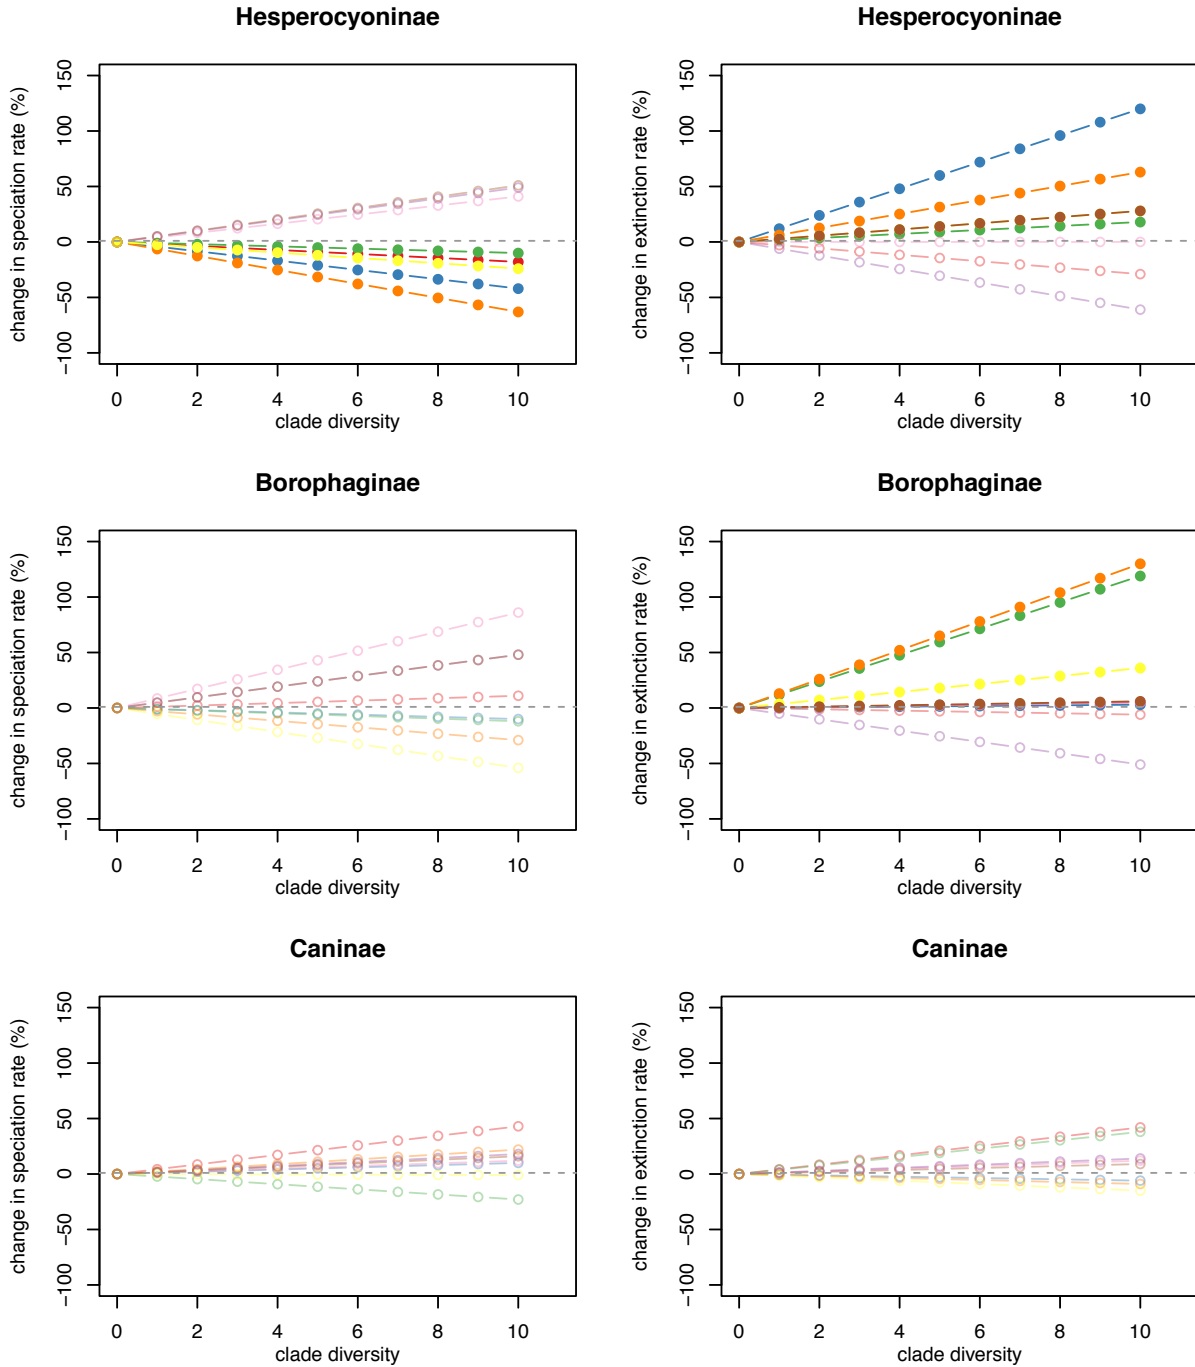 Hesperocyoninae
change in speciation rate (%)
150
100
50
0
−50
−100
0 2 4 6 8 10
clade diversity
Hesperocyoninae
change in extinction rate (%)
150
100
50
0
−50
−100
0 2 4 6 8 10
clade diversity
Borophaginae
change in speciation rate (%)
150
100
50
0
−50
−100
0 2 4 6 8 10
clade diversity
Borophaginae
change in extinction rate (%)
150
100
50
0
−50
−100
0 2 4 6 8 10
clade diversity
Caninae
change in speciation rate (%)
150
100
50
0
−50
−100
0 2 4 6 8 10
clade diversity
Caninae
change in extinction rate (%)
150
100
50
0
−50
−100
0 2 4 6 8 10
clade diversity